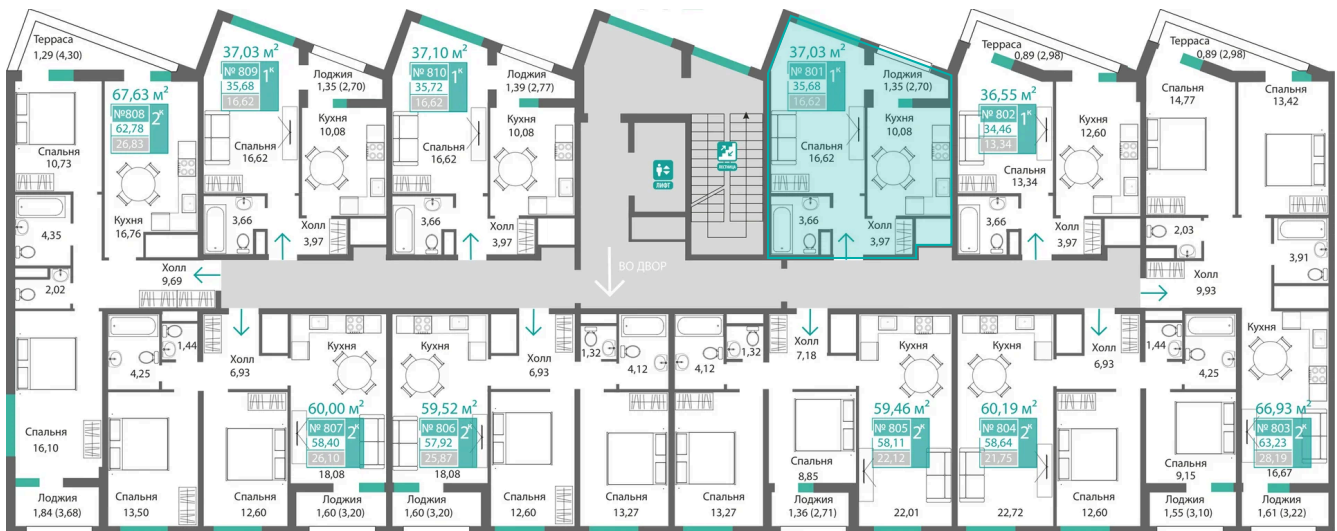 Терраса
1,29 (4,30)
67,63 м²
№808
2ᴷ
62,78
26,83
Спальня
10,73
Кухня
16,76
4,35
2,02
Холл
9,69
Спальня
16,10
Лоджия
1,84 (3,68)
37,03 м²
№ 809
1ᴷ
35,68
16,62
Лоджия
1,35 (2,70)
Кухня
10,08
Спальня
16,62
3,66
Холл
3,97
37,10 м²
№ 810
1ᴷ
35,72
16,62
Лоджия
1,39 (2,77)
Кухня
10,08
Спальня
16,62
3,66
Холл
3,97
ЛИФТ
ВО ДВОР
37,03 м²
№ 801
1ᴷ
35,68
16,62
Лоджия
1,35 (2,70)
Кухня
10,08
Спальня
16,62
3,66
Холл
3,97
Терраса
0,89 (2,98)
36,55 м²
№ 802
1ᴷ
34,46
13,34
Кухня
12,60
Спальня
13,34
3,66
Холл
3,97
Терраса
0,89 (2,98)
Спальня
14,77
Спальня
13,42
2,03
3,91
Холл
9,93
Кухня
66,93 м²
№ 803
2ᴷ
63,23
28,19
16,67
Лоджия
1,61 (3,22)
4,25
1,44
Холл
6,93
Кухня
60,00 м²
№ 807
2ᴷ
58,40
26,10
18,08
Спальня
13,50
Спальня
12,60
Лоджия
1,60 (3,20)
Кухня
59,52 м²
№ 806
2ᴷ
57,92
25,87
18,08
Холл
6,93
1,32
4,12
Лоджия
1,60 (3,20)
Спальня
12,60
Спальня
13,27
4,12
1,32
Холл
7,18
Кухня
59,46 м²
№ 805
2ᴷ
58,11
22,12
Спальня
13,27
Спальня
8,85
Лоджия
1,36 (2,71)
22,01
Кухня
60,19 м²
№ 804
2ᴷ
58,64
21,75
Холл
6,93
1,44
4,25
22,72
Спальня
12,60
Спальня
9,15
Лоджия
1,55 (3,10)